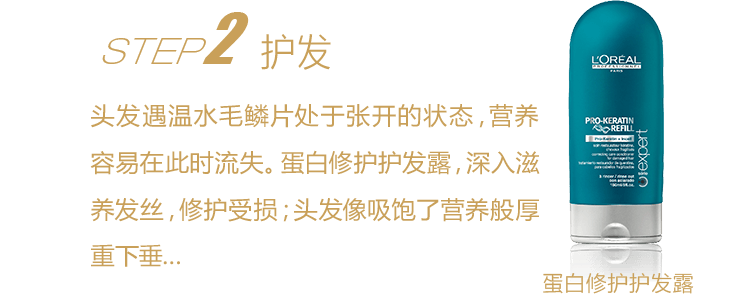 STEP2 护发
头发遇温水毛鳞片处于张开的状态，营养
容易在此时流失。蛋白修护护发露，深入滋
养发丝，修护受损；头发像吸饱了营养般厚
重下垂...
L'ORÉAL
PROFESSIONNEL
PARIS
PRO-KERATIN
REFILL
expert
蛋白修护护发露